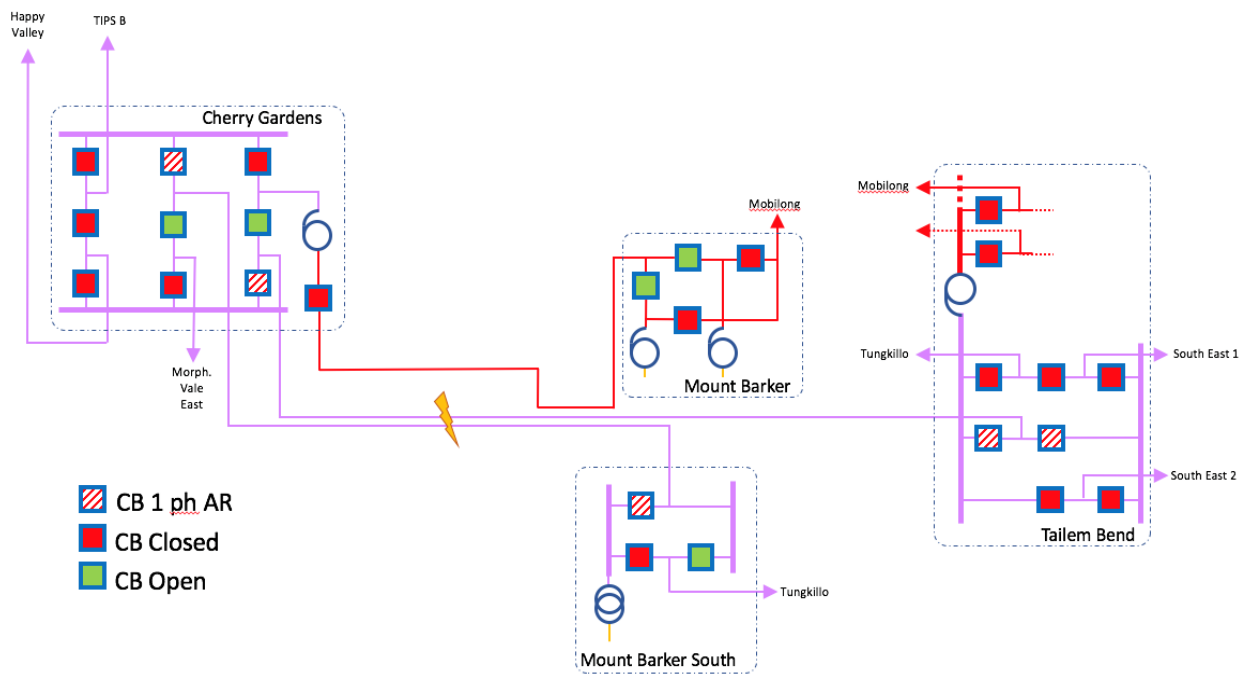 Happy
Valley
TIPS B
Cherry Gardens
Mobilong
Mobilong
Tungkillo
South East 1
Morph.
Vale
East
Mount Barker
South East 2
CB 1 ph AR
CB Closed
CB Open
Tailem Bend
Tungkillo
Mount Barker South